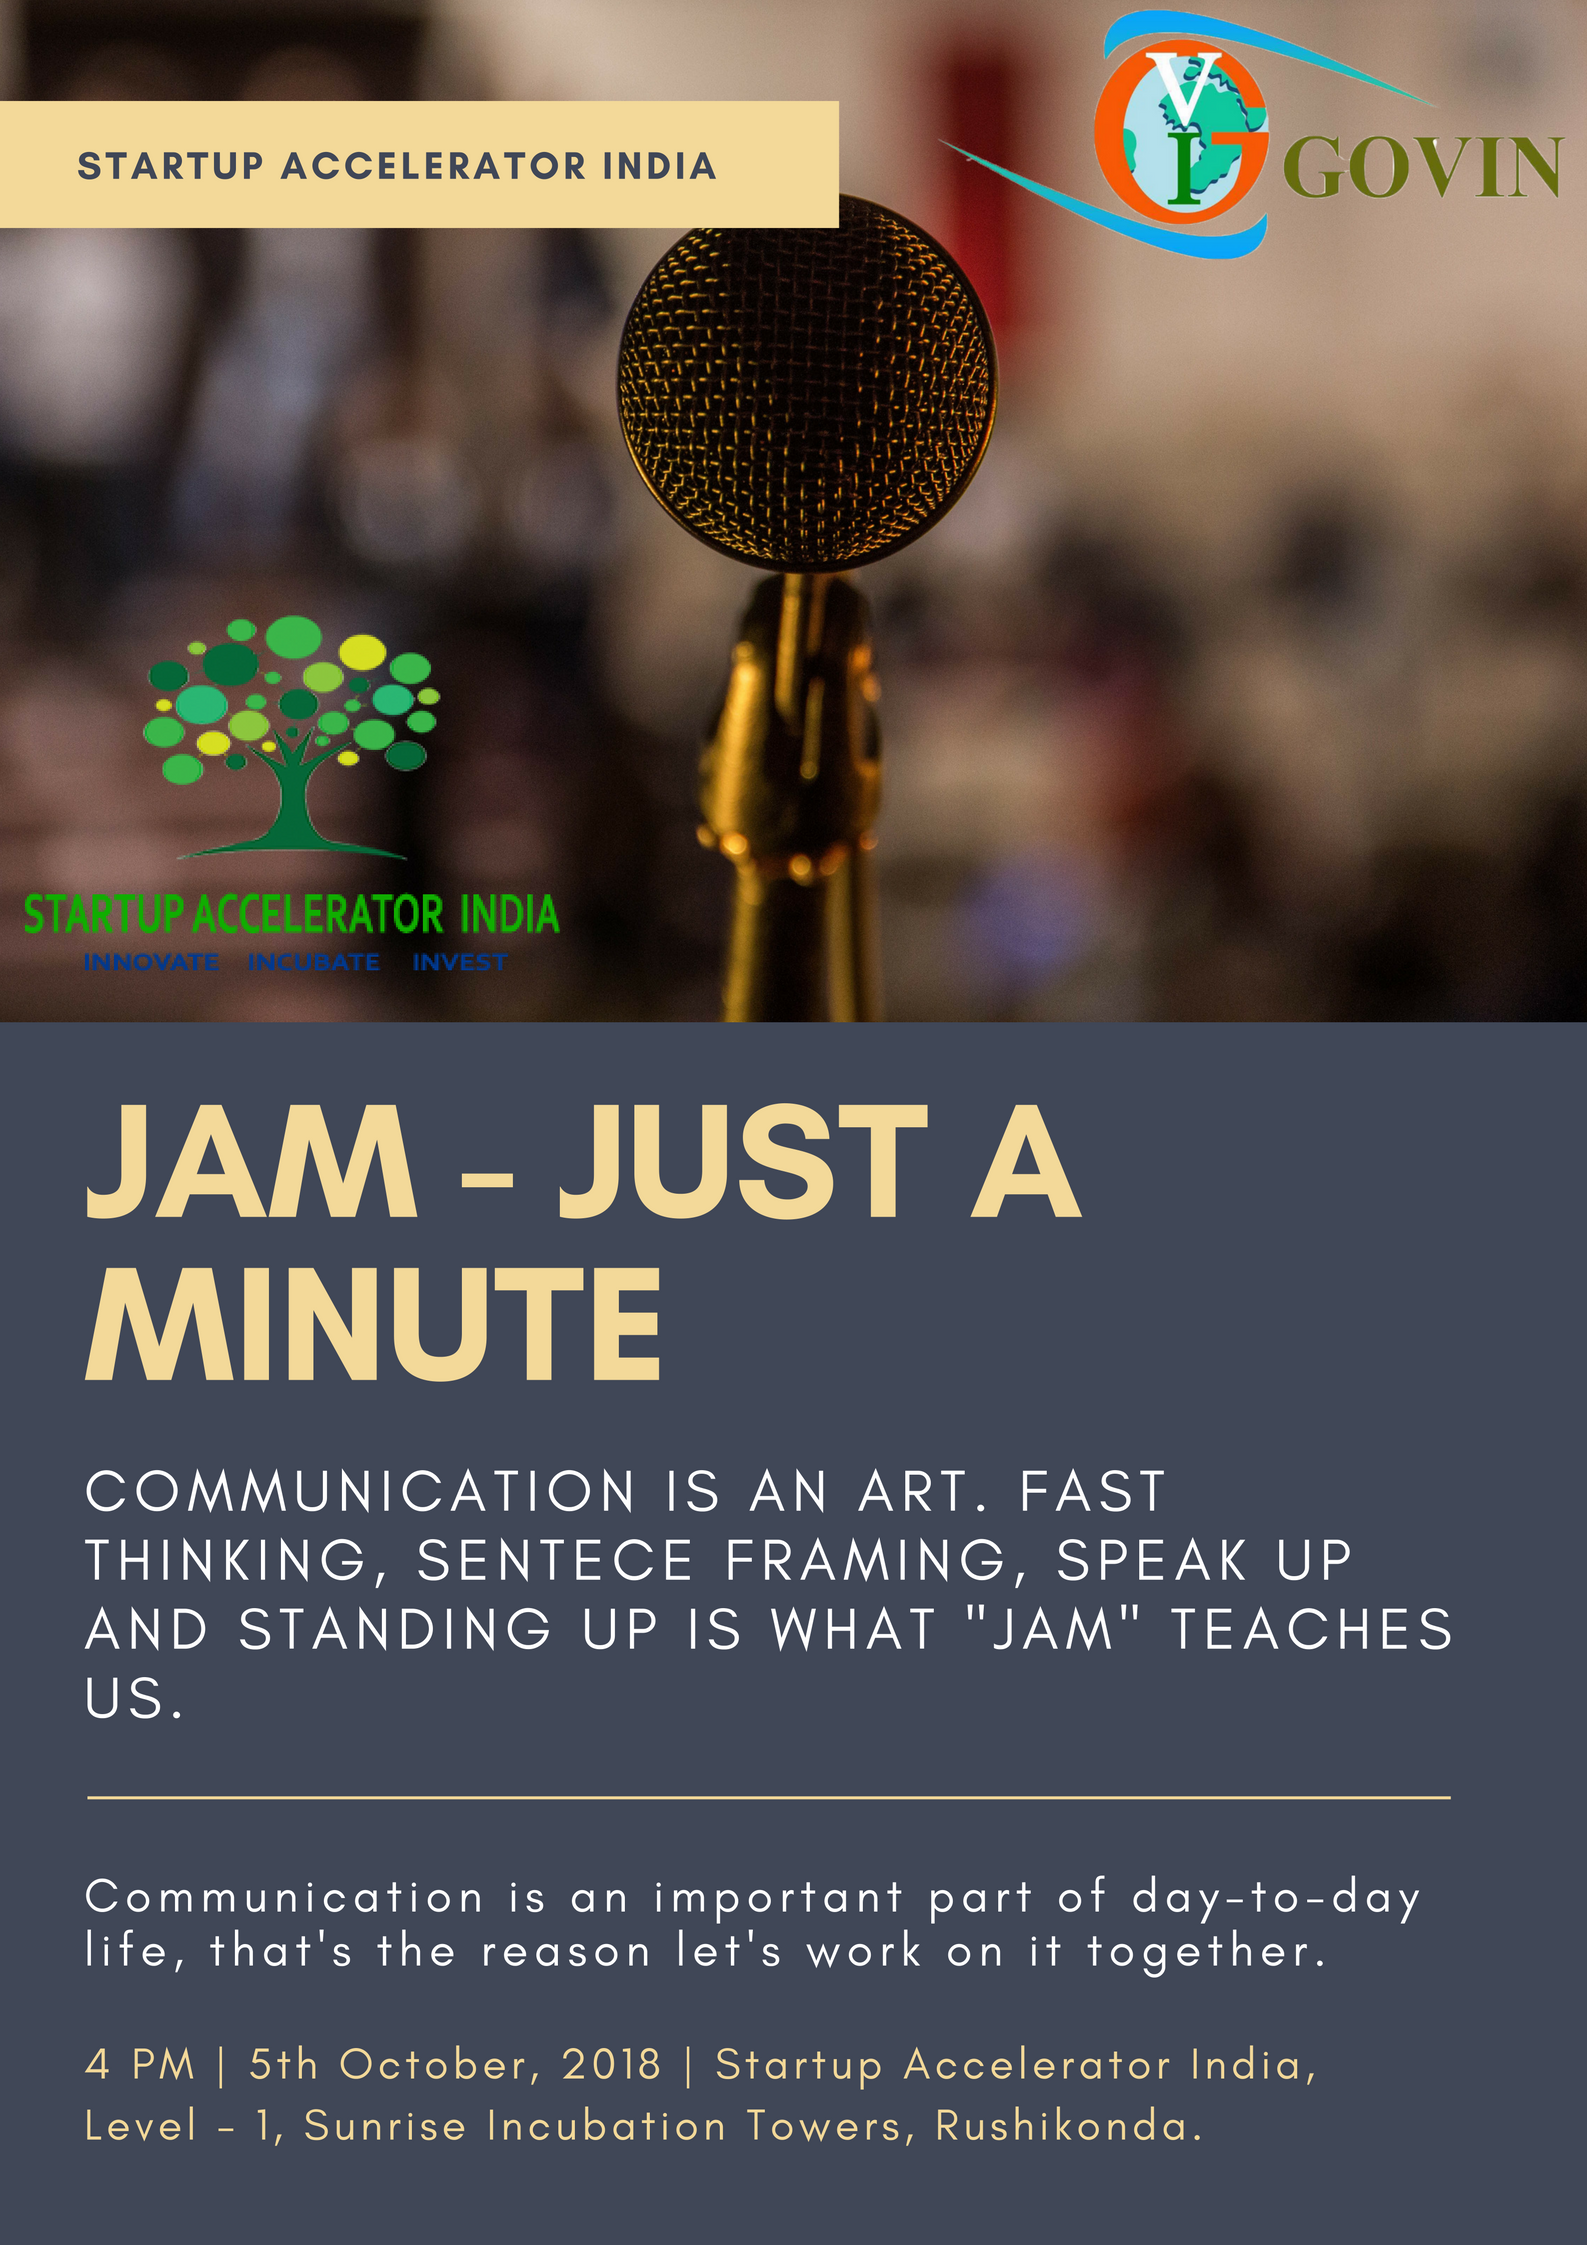 STARTUP ACCELERATOR INDIA
V
G
I
GOVIN
STARTUP ACCELERATOR INDIA
INNOVATE INCUBATE INVEST
JAM - JUST A
MINUTE
COMMUNICATION IS AN ART. FAST
THINKING, SENTECE FRAMING, SPEAK UP
AND STANDING UP IS WHAT "JAM" TEACHES
US.
Communication is an important part of day-to-day
life, that's the reason let's work on it together.
4 PM | 5th October, 2018 | Startup Accelerator India,
Level - 1, Sunrise Incubation Towers, Rushikonda.